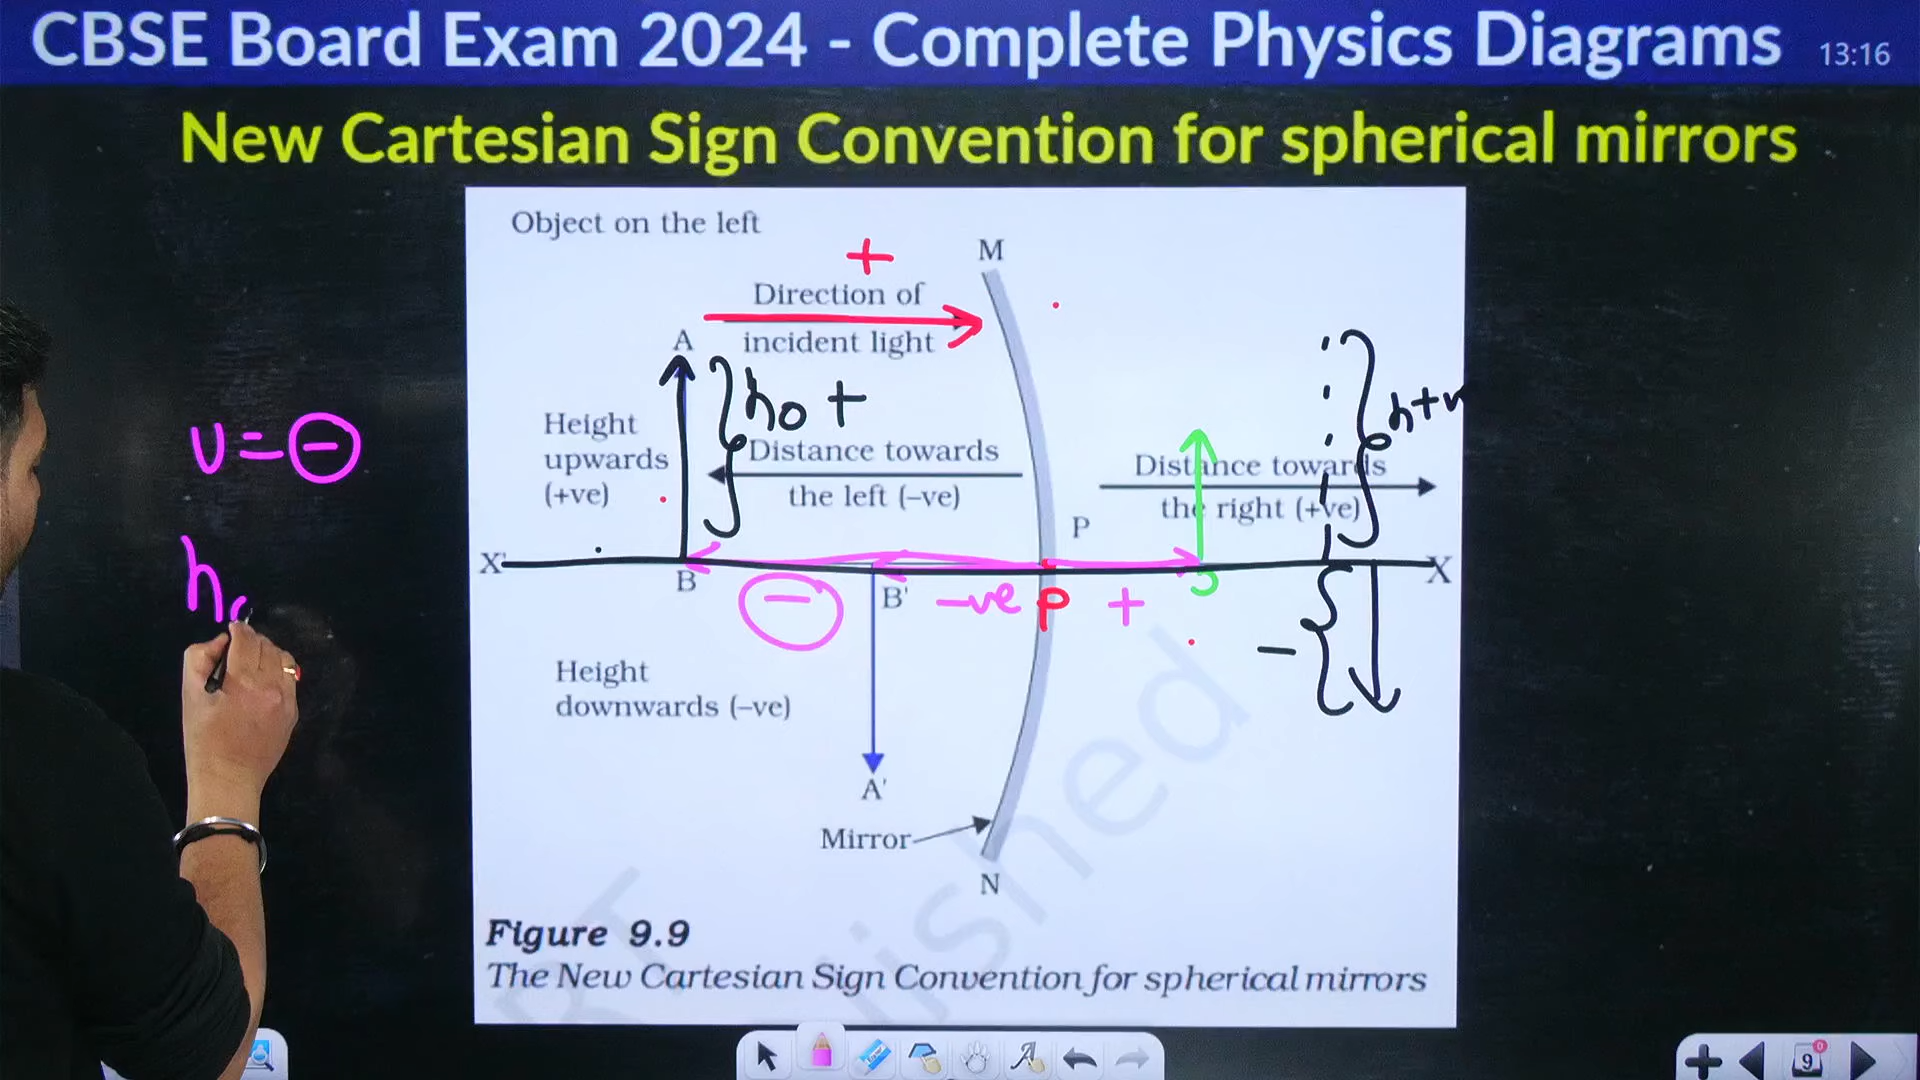 CBSE Board Exam 2024 - Complete Physics Diagrams 13:16
New Cartesian Sign Convention for spherical mirrors
Object on the left
M
+
Direction of
incident light
A
ho +
h+v
Height
upwards
(+ve)
Distance towards
the left (–ve)
Distance towards
the right (+ve)
P
u = –
X'
B
B'
X
–
–ve
P
+
h
–
Height
downwards (–ve)
A'
Mirror
N
Figure 9.9
The New Cartesian Sign Convention for spherical mirrors
9
0